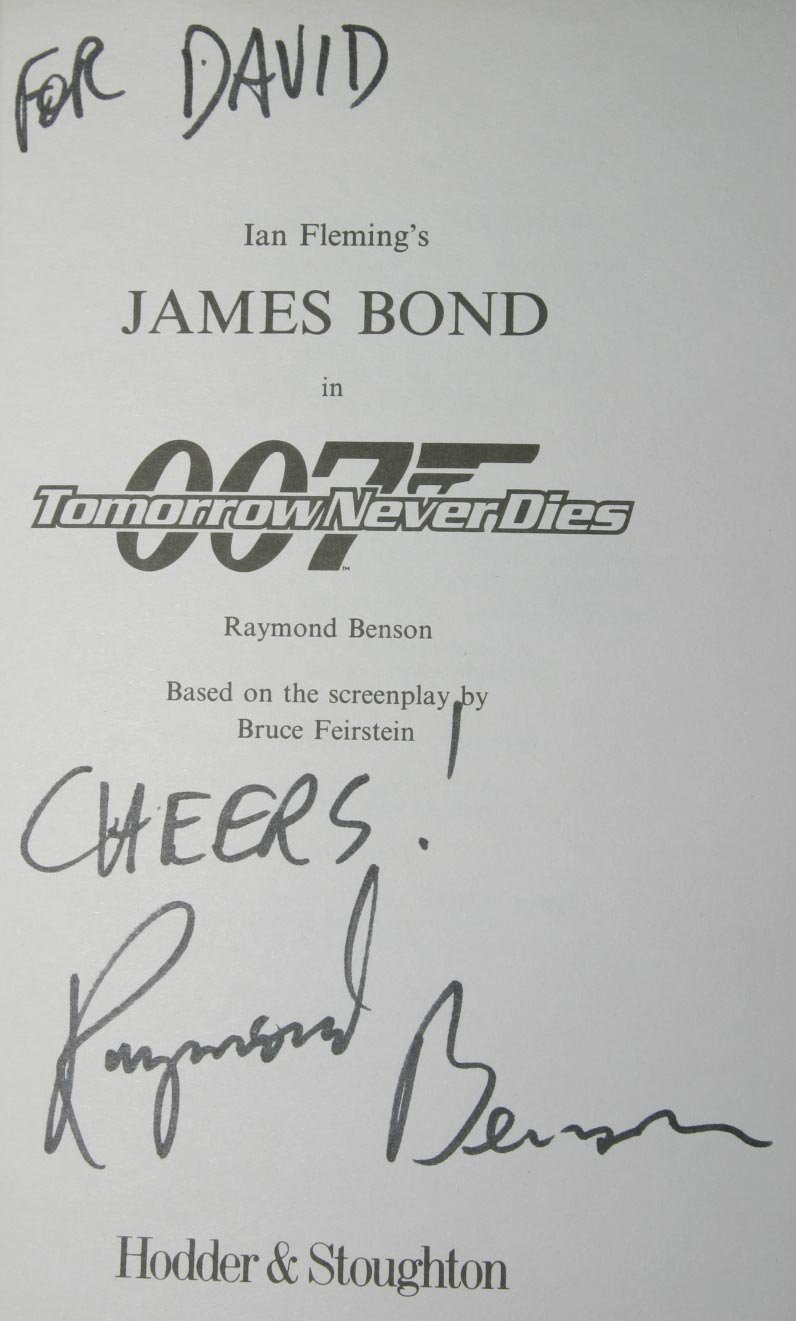 FOR DAVID
Ian Fleming's
JAMES BOND
in
007
Tomorrow Never Dies
™
Raymond Benson
Based on the screenplay by
Bruce Feirstein
CHEERS!
Raymond Benson
Hodder & Stoughton